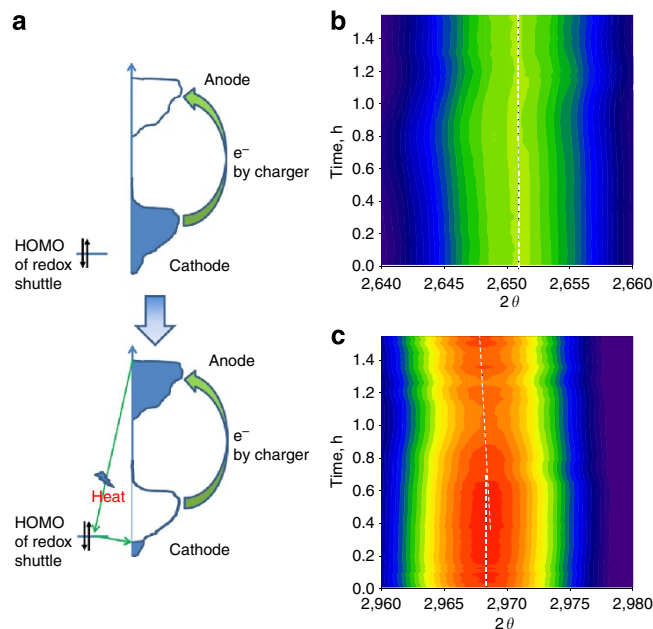 a
Anode
e–
by charger
HOMO
of redox
shuttle
Cathode
Anode
e–
by charger
Heat
HOMO
of redox
shuttle
Cathode
b
Time, h
1.4
1.2
1.0
0.8
0.6
0.4
0.2
0.0
2,640 2,645 2,650 2,655 2,660
2θ
c
Time, h
1.4
1.2
1.0
0.8
0.6
0.4
0.2
0.0
2,960 2,965 2,970 2,975 2,980
2θ